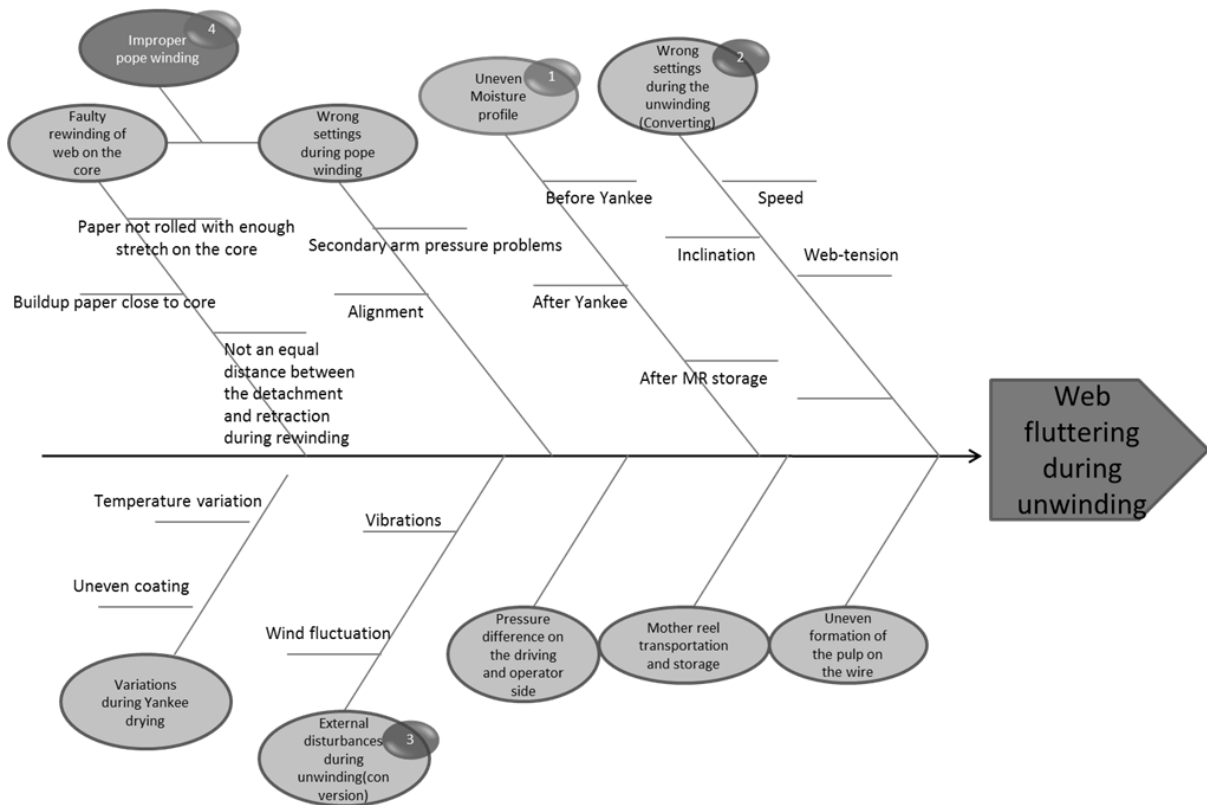 Improper
pope winding
4
Faulty
rewinding of
web on the
core
Wrong
settings
during pope
winding
Uneven
Moisture
profile
1
Wrong
settings
during the
unwinding
(Converting)
2
Paper not rolled with enough
stretch on the core
Buildup paper close to core
Not an equal
distance between
the detachment
and retraction
during rewinding
Secondary arm pressure problems
Alignment
Before Yankee
After Yankee
After MR storage
Speed
Inclination
Web-tension
Web
fluttering
during
unwinding
Temperature variation
Uneven coating
Variations
during Yankee
drying
Vibrations
Wind fluctuation
External
disturbances
during
unwinding(con
version)
3
Pressure
difference on
the driving
and operator
side
Mother reel
transportation
and storage
Uneven
formation of
the pulp on
the wire